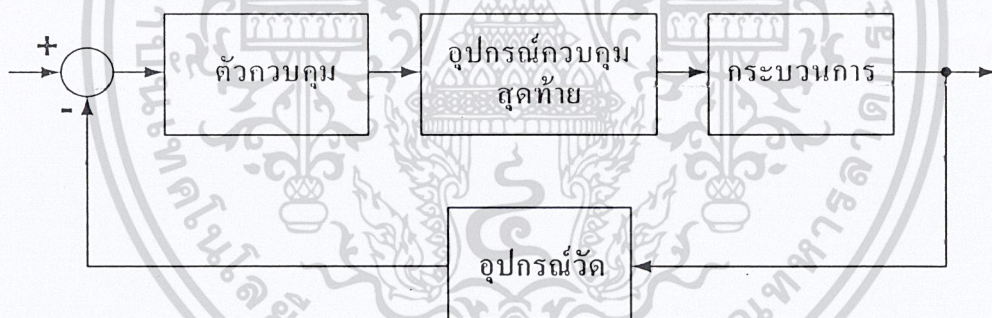 +
-
ตัวควบคุม
อุปกรณ์ควบคุม
สุดท้าย
กระบวนการ
อุปกรณ์วัด